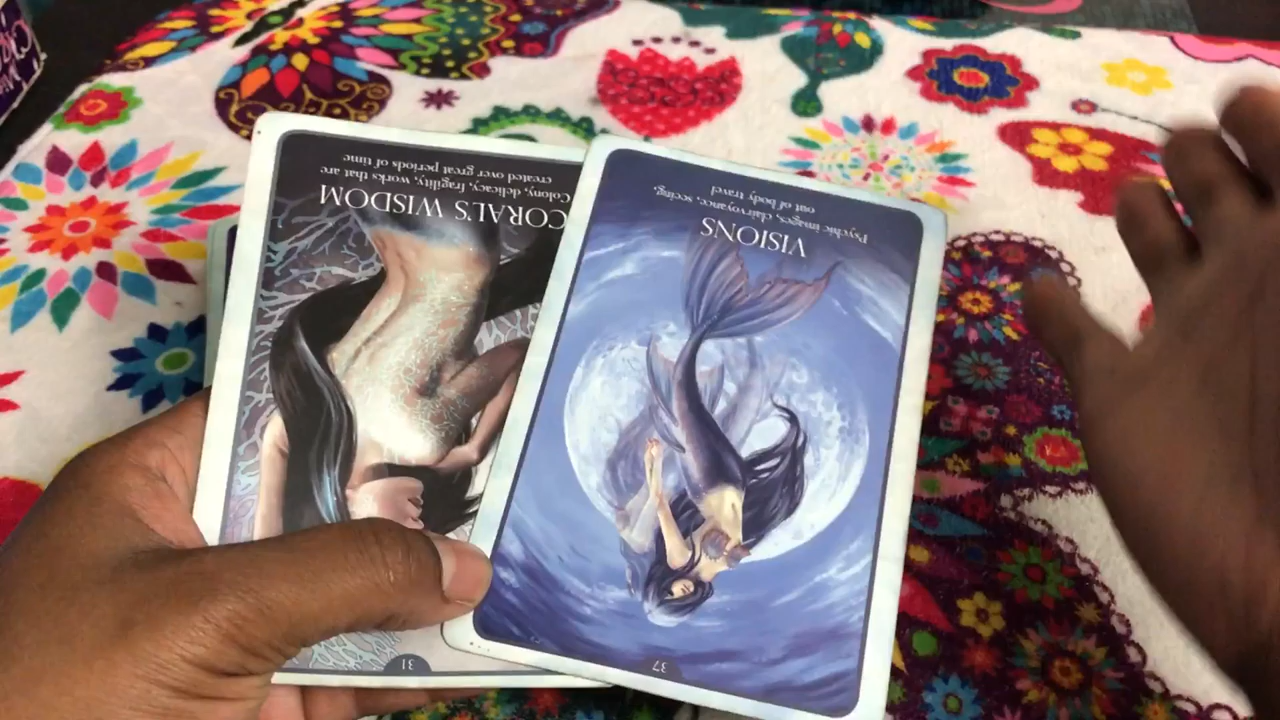 CORAL'S WISDOM
Colony, delicacy, fragility, works that are
created over great periods of time
31
VISIONS
Psychic images, clairvoyance, seeing,
out of body travel
37